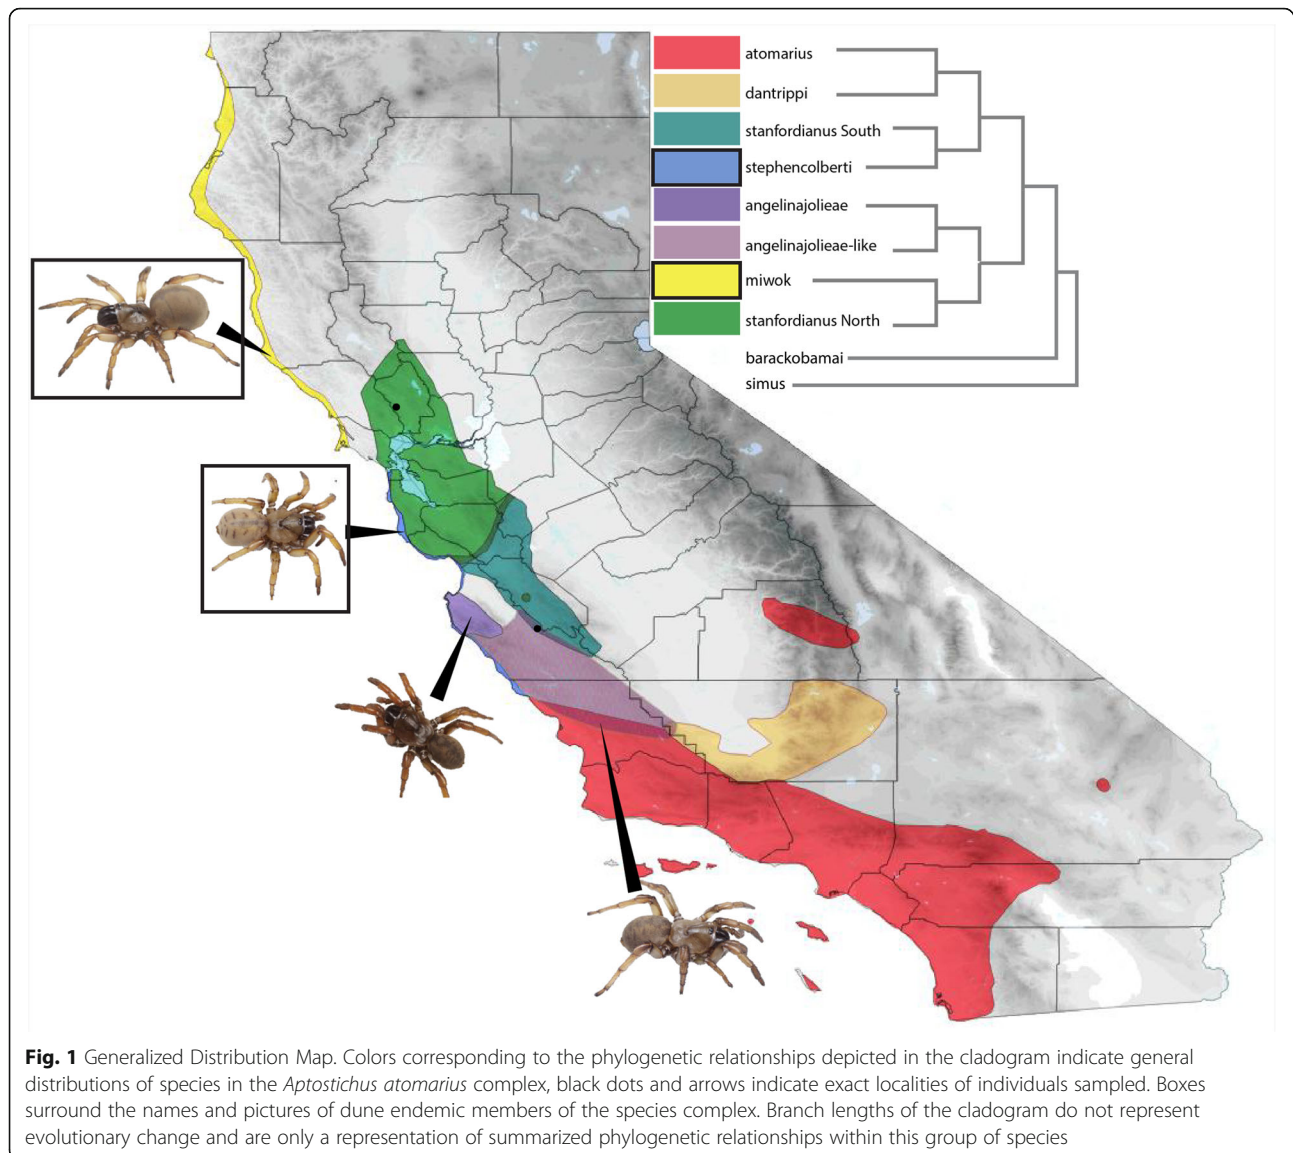 atomarius
dantrippi
stanfordianus South
stephencolberti
angelinajolieae
angelinajolieae-like
miwok
stanfordianus North
barackobamai
simus
Fig. 1 Generalized Distribution Map. Colors corresponding to the phylogenetic relationships depicted in the cladogram indicate general
distributions of species in the Aptostichus atomarius complex, black dots and arrows indicate exact localities of individuals sampled. Boxes
surround the names and pictures of dune endemic members of the species complex. Branch lengths of the cladogram do not represent
evolutionary change and are only a representation of summarized phylogenetic relationships within this group of species